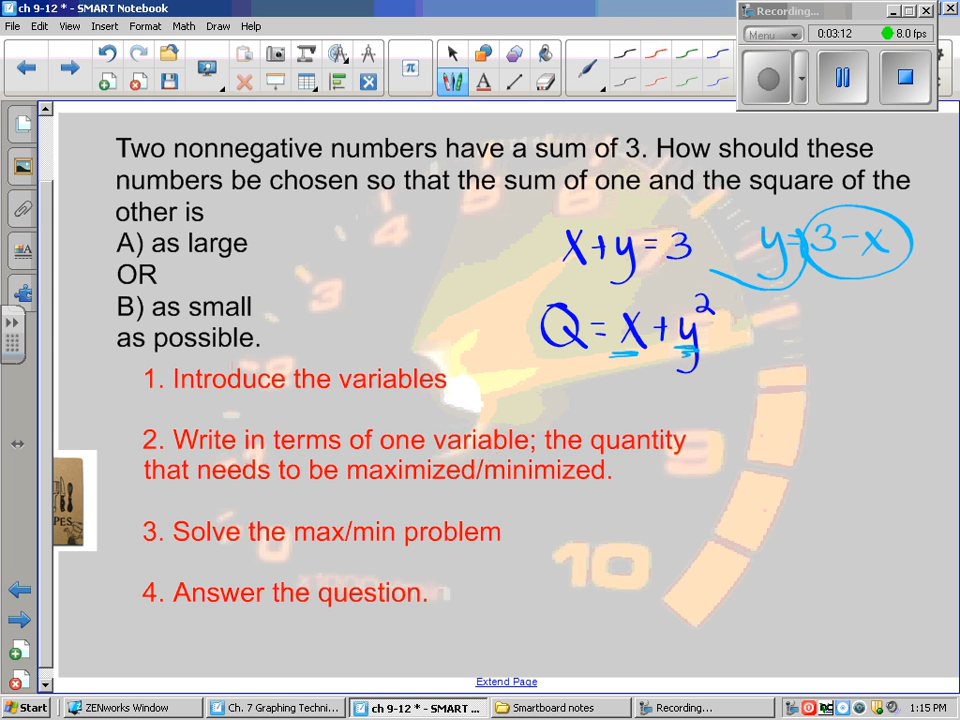 ch 9-12 * - SMART Notebook
Recording...
File Edit View Insert Format Math Draw Help
Menu 0:03:12 8.0 fps
π
A
Two nonnegative numbers have a sum of 3. How should these
numbers be chosen so that the sum of one and the square of the
other is
A) as large
OR
B) as small
as possible.
x + y = 3
y = 3 - x
Q = x + y²
1. Introduce the variables
2. Write in terms of one variable; the quantity
that needs to be maximized/minimized.
3. Solve the max/min problem
4. Answer the question.
PES
9
10
Extend Page
Start ZENworks Window Ch. 7 Graphing Techni... ch 9-12 * - SMART ... Smartboard notes Recording... 1:15 PM